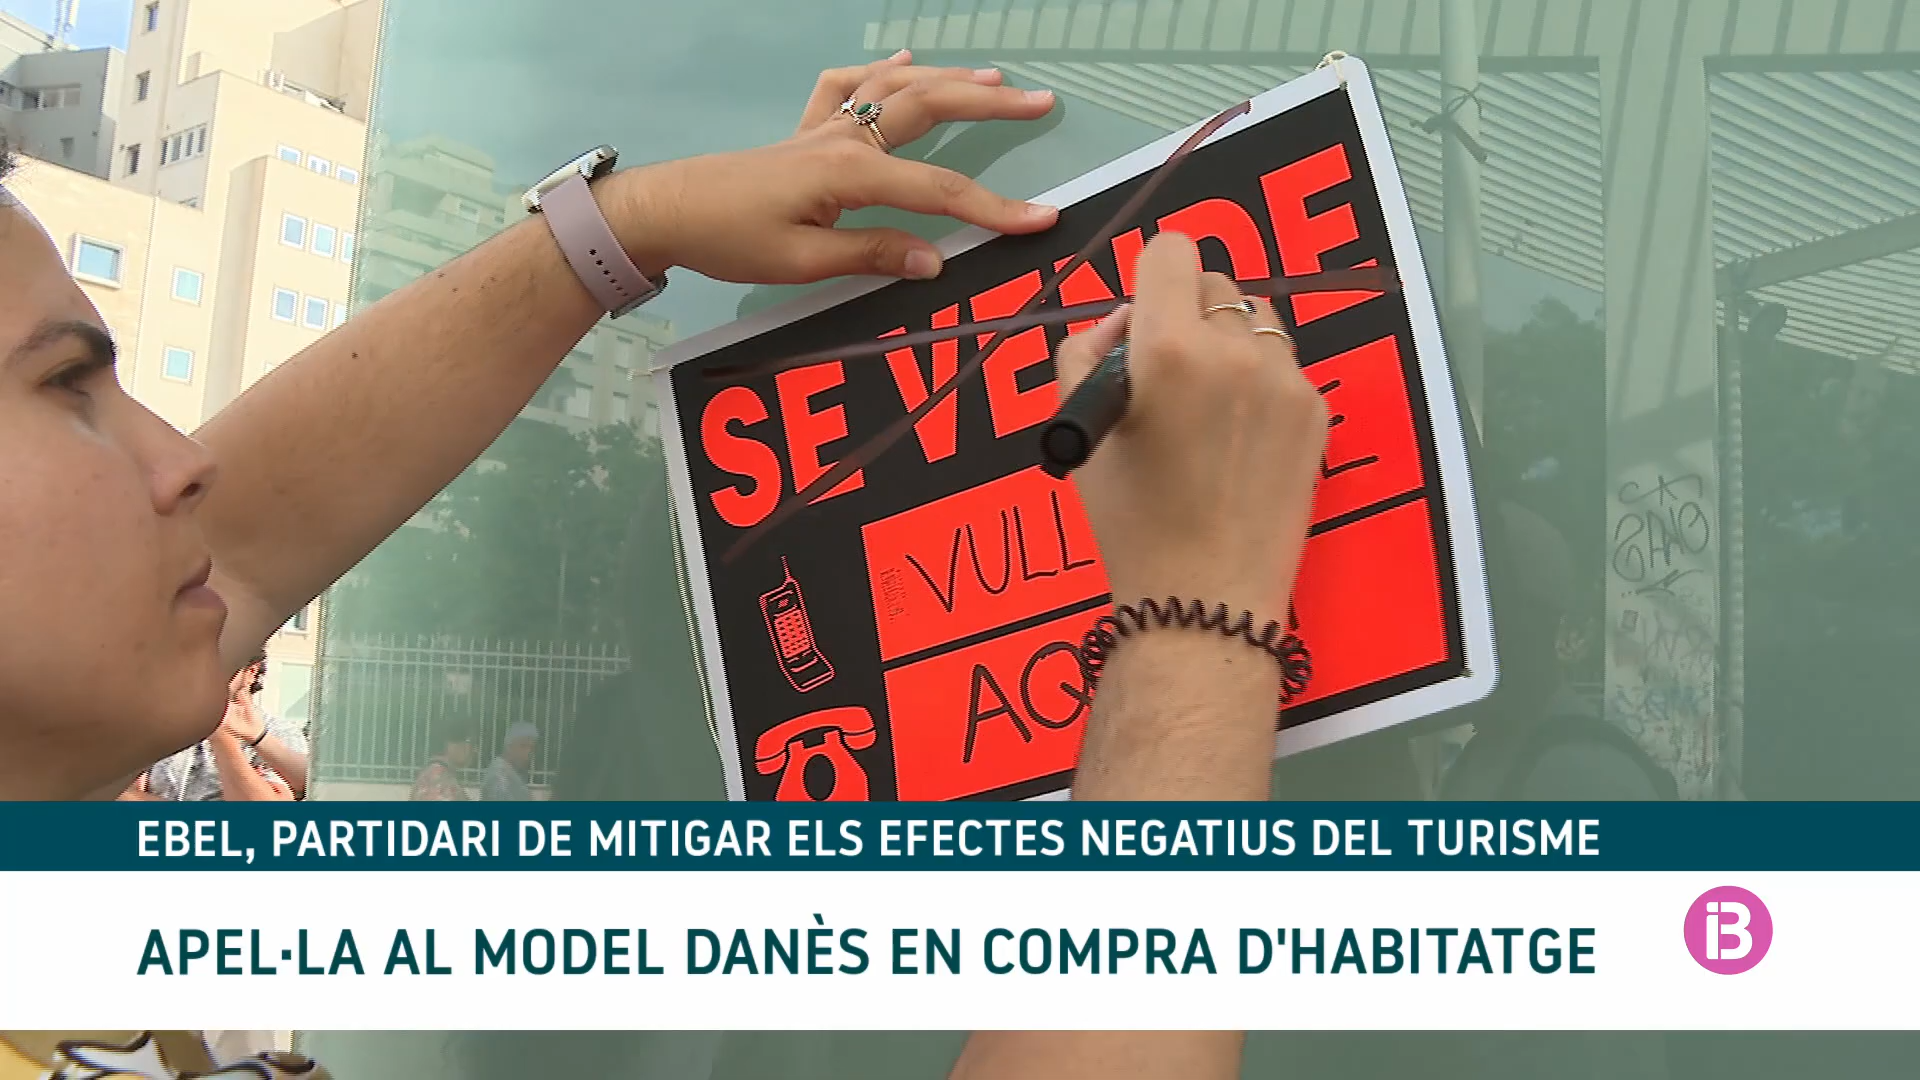 SE VENDE
VULL
AQ
EBEL, PARTIDARI DE MITIGAR ELS EFECTES NEGATIUS DEL TURISME
APEL·LA AL MODEL DANÈS EN COMPRA D'HABITATGE
iB